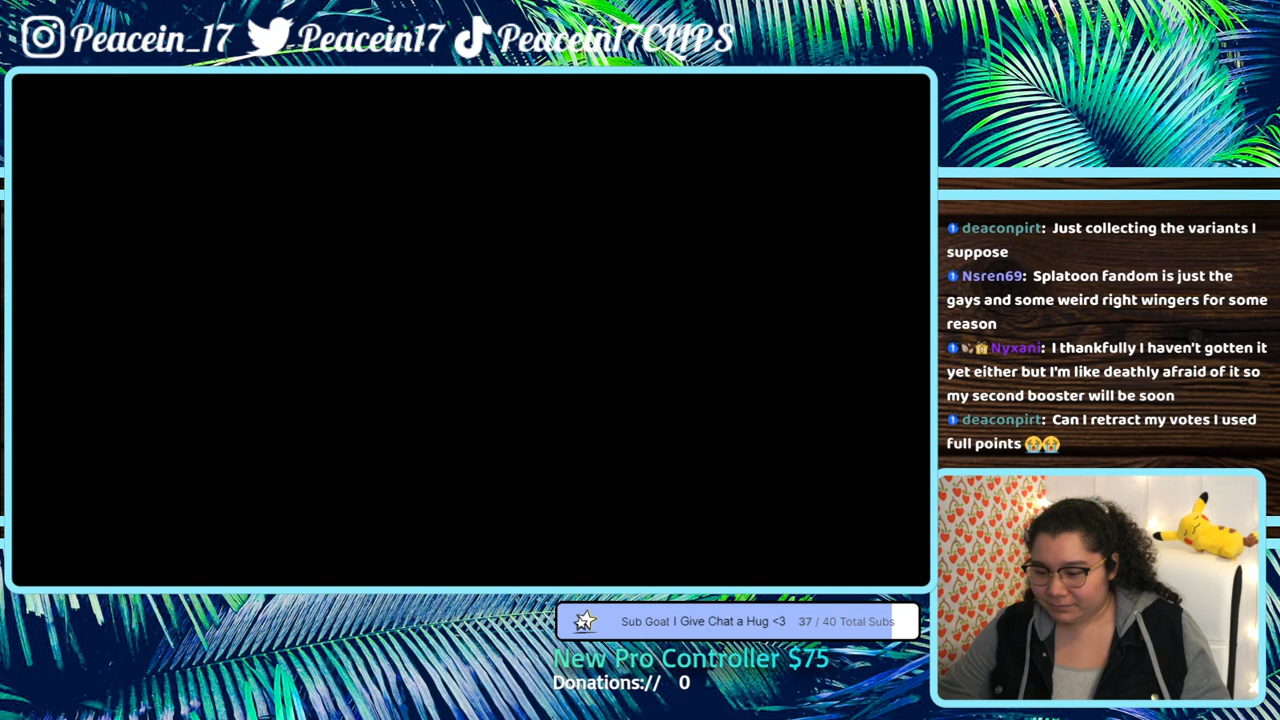 Peacein_17 Peacein17 Peacein17ClIPS
deaconpirt: Just collecting the variants I
suppose
Nsren69: Splatoon fandom is just the
gays and some weird right wingers for some
reason
Nyxani: I thankfully I haven't gotten it
yet either but I'm like deathly afraid of it so
my second booster will be soon
deaconpirt: Can I retract my votes I used
full points 😭😭
Sub Goal I Give Chat a Hug <3 37 / 40 Total Subs
New Pro Controller $75
Donations:// 0